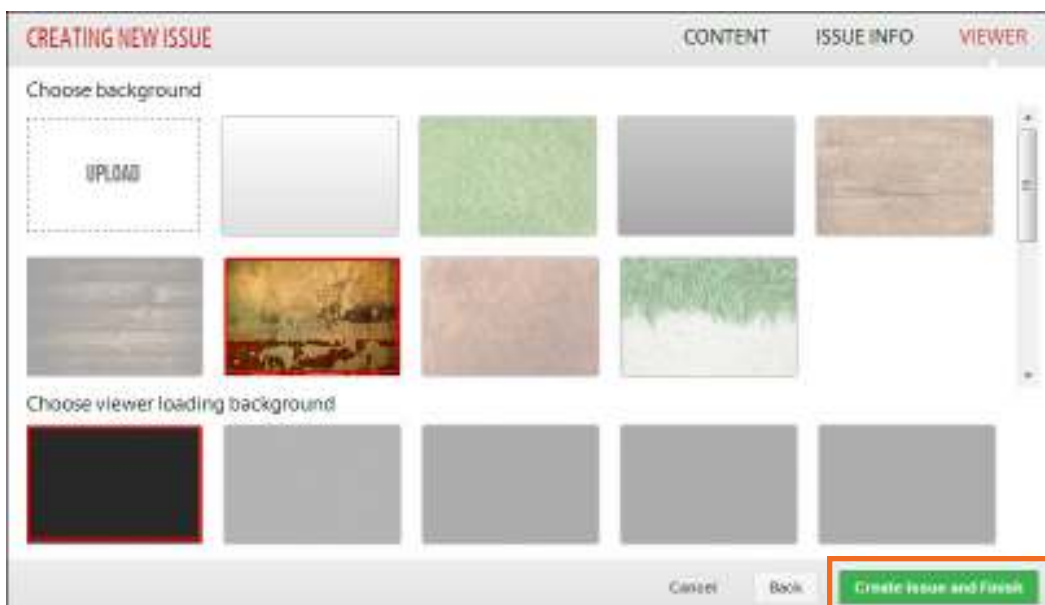 CREATING NEW ISSUE
CONTENT ISSUE INFO VIEWER
Choose background
UPLOAD
Choose viewer loading background
Cancel Back Create Issue and Finish